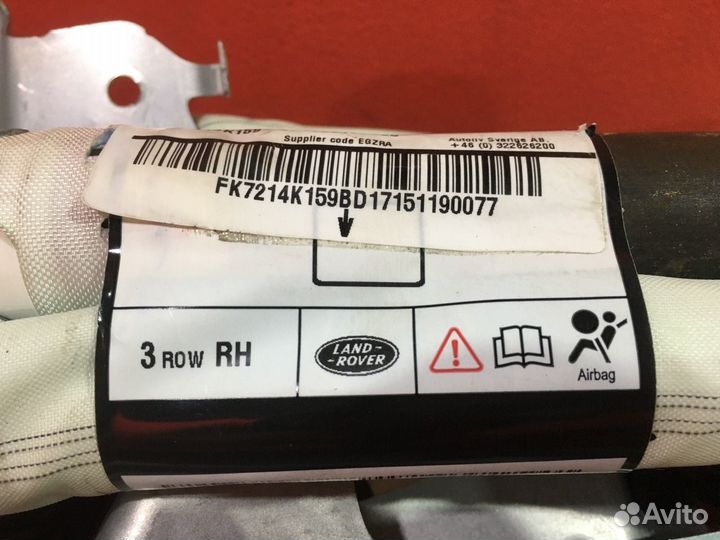 Supplier code EGZRA
Autoliv Sverige AB
+ 46 (0) 322626200
FK7214K159BD17151190077
3 ROW RH
LAND-
-ROVER
Airbag
Avito